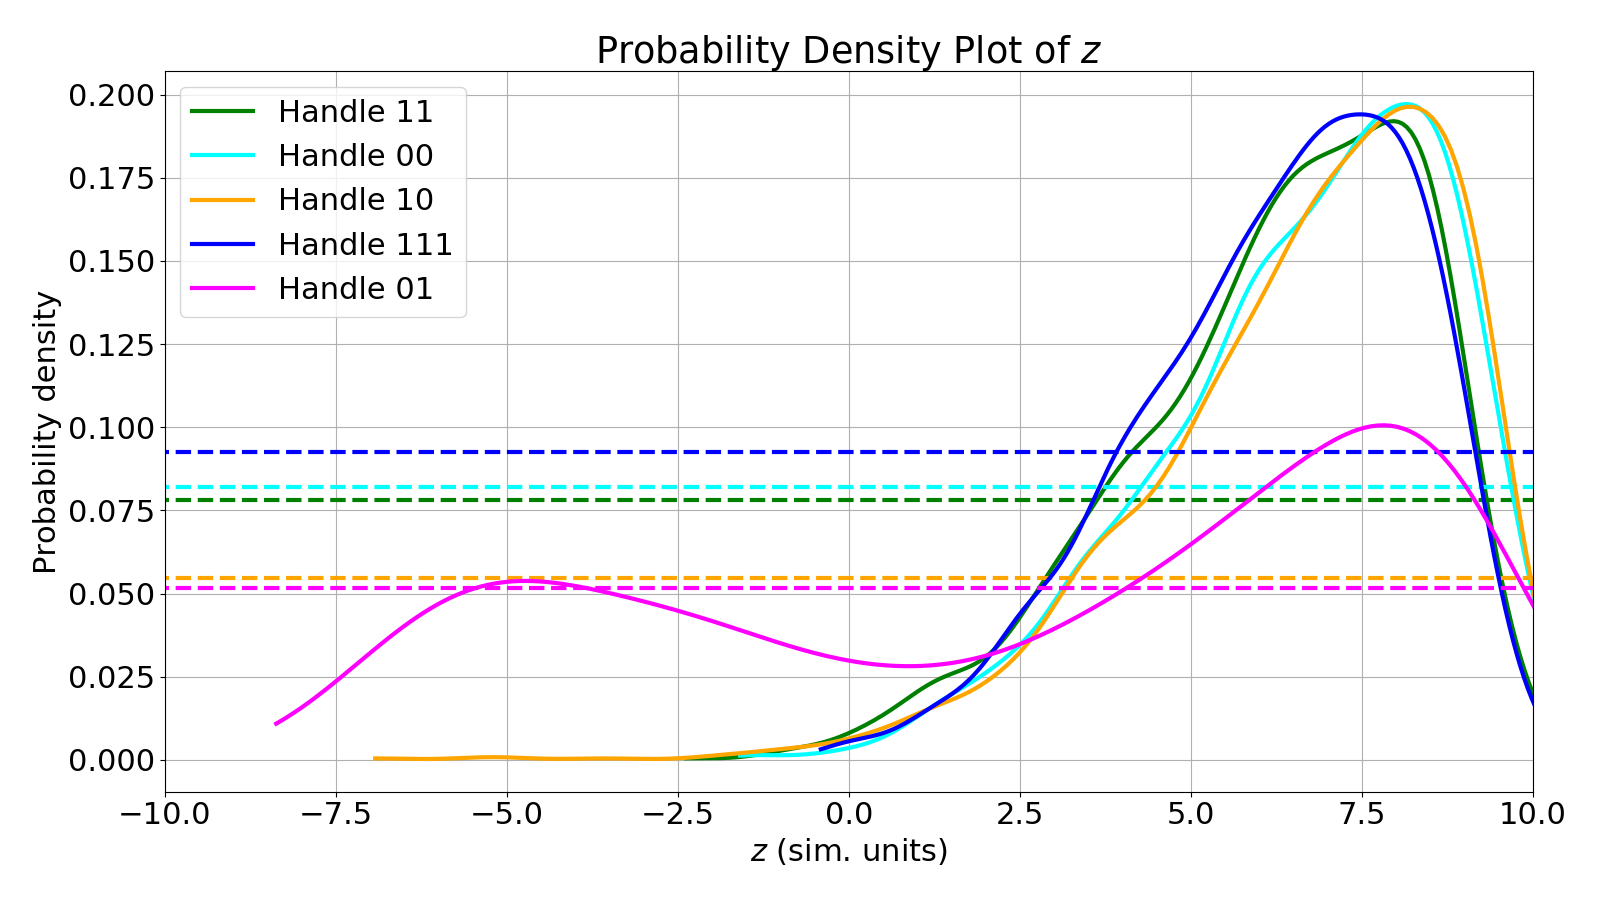 Probability Density Plot of z
Handle 11
Handle 00
Handle 10
Handle 111
Handle 01
Probability density
0.200
0.175
0.150
0.125
0.100
0.075
0.050
0.025
0.000
−10.0 −7.5 −5.0 −2.5 0.0 2.5 5.0 7.5 10.0
z (sim. units)